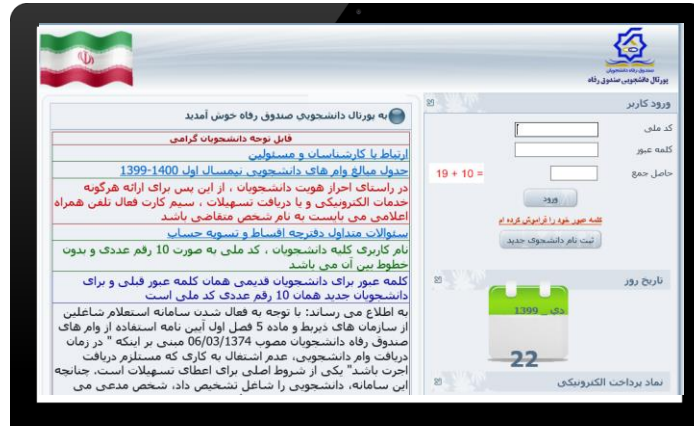 صندوق رفاه دانشجویان
پورتال دانشجویی صندوق رفاه
ورود کاربر
کد ملی
کلمه عبور
حاصل جمع
19 + 10 =
ورود
کلمه عبور خود را فراموش کرده ام
ثبت نام دانشجوی جدید
تاریخ روز
دی _ 1399
22
نماد پرداخت الکترونیکی
به پورتال دانشجویی صندوق رفاه خوش آمدید
قابل توجه دانشجویان گرامی
ارتباط با کارشناسان و مسئولین
جدول مبالغ وام های دانشجویی نیمسال اول 1400-1399
در راستای احراز هویت دانشجویان ، از این پس برای ارائه هرگونه
خدمات الکترونیکی و یا دریافت تسهیلات ، سیم کارت فعال تلفن همراه
اعلامی می بایست به نام شخص متقاضی باشد
سئوالات متداول دفترچه اقساط و تسویه حساب
نام کاربری کلیه دانشجویان ، کد ملی به صورت 10 رقم عددی و بدون
خطوط بین آن می باشد
کلمه عبور برای دانشجویان قدیمی همان کلمه عبور قبلی و برای
دانشجویان جدید همان 10 رقم عددی کد ملی است
به اطلاع می رساند: با توجه به فعال شدن سامانه استعلام شاغلین
از سازمان های ذیربط و ماده 5 فصل اول آیین نامه استفاده از وام های
صندوق رفاه دانشجویان مصوب 06/03/1374 مبنی بر اینکه " در زمان
دریافت وام دانشجویی، عدم اشتغال به کاری که مستلزم دریافت
اجرت باشد" یکی از شروط اصلی برای اعطای تسهیلات است، چنانچه
این سامانه، دانشجویی را شاغل تشخیص داد، شخص مدعی می